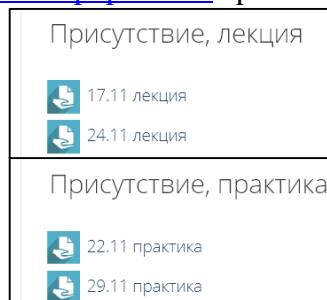 Присутствие, лекция
17.11 лекция
24.11 лекция
Присутствие, практика
22.11 практика
29.11 практика